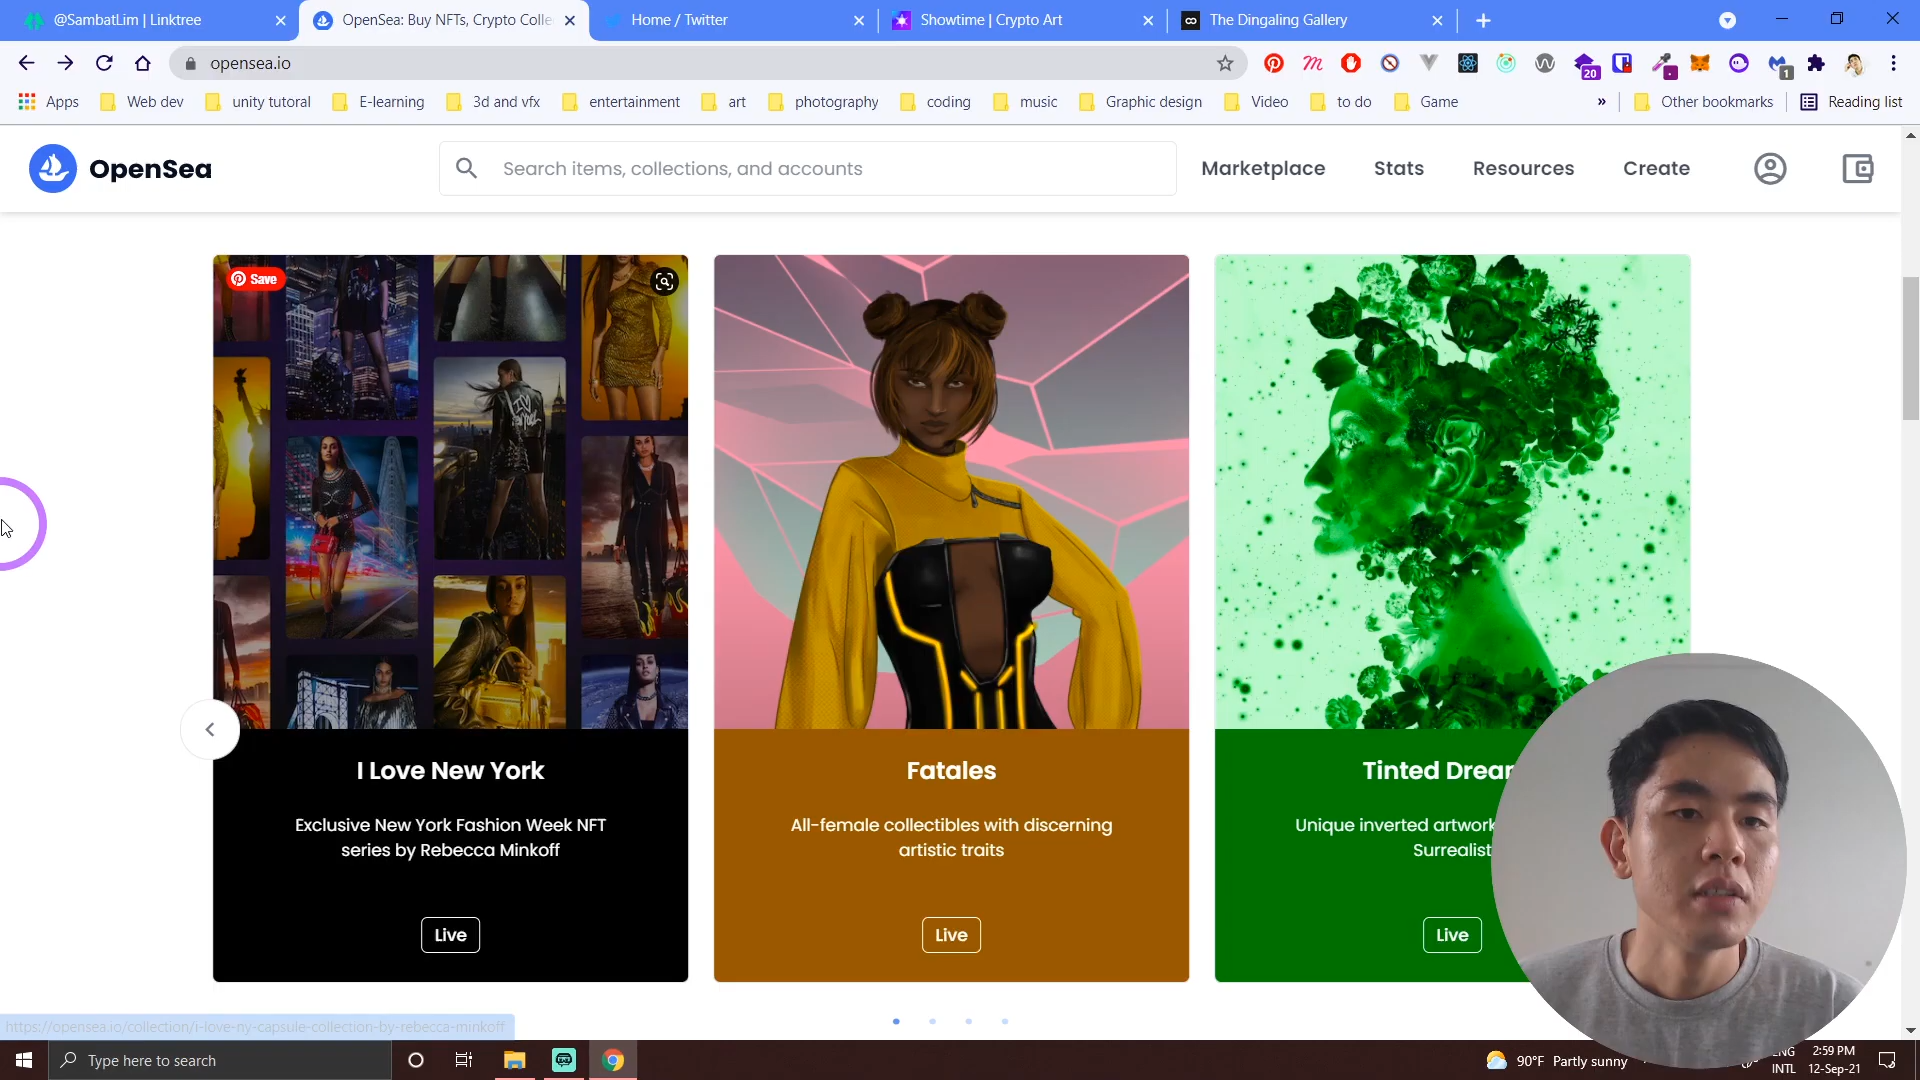 @SambatLim | Linktree
OpenSea: Buy NFTs, Crypto Colle
Home / Twitter
Showtime | Crypto Art
The Dingaling Gallery
opensea.io
20
1
Apps
Web dev
unity tutoral
E-learning
3d and vfx
entertainment
art
photography
coding
music
Graphic design
Video
to do
Game
»
Other bookmarks
Reading list
OpenSea
Search items, collections, and accounts
Marketplace
Stats
Resources
Create
Save
I Love New York
Exclusive New York Fashion Week NFT
series by Rebecca Minkoff
Live
Fatales
All-female collectibles with discerning
artistic traits
Live
Tinted Drea
Unique inverted artwork
Surrealist
Live
https://opensea.io/collection/i-love-ny-capsule-collection-by-rebecca-minkoff
Type here to search
90°F Partly sunny
ENG
INTL
2:59 PM
12-Sep-21